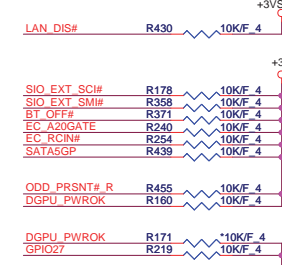 +3VS
LAN_DIS# R430 10K/F_4
+3
SIO_EXT_SCI# R178 10K/F_4
SIO_EXT_SMI# R358 10K/F_4
BT_OFF# R371 10K/F_4
EC_A20GATE R240 10K/F_4
EC_RCIN# R254 10K/F_4
SATA5GP R439 10K/F_4
ODD_PRSNT#_R R455 10K/F_4
DGPU_PWROK R160 10K/F_4
DGPU_PWROK R171 *10K/F_4
GPIO27 R219 10K/F_4